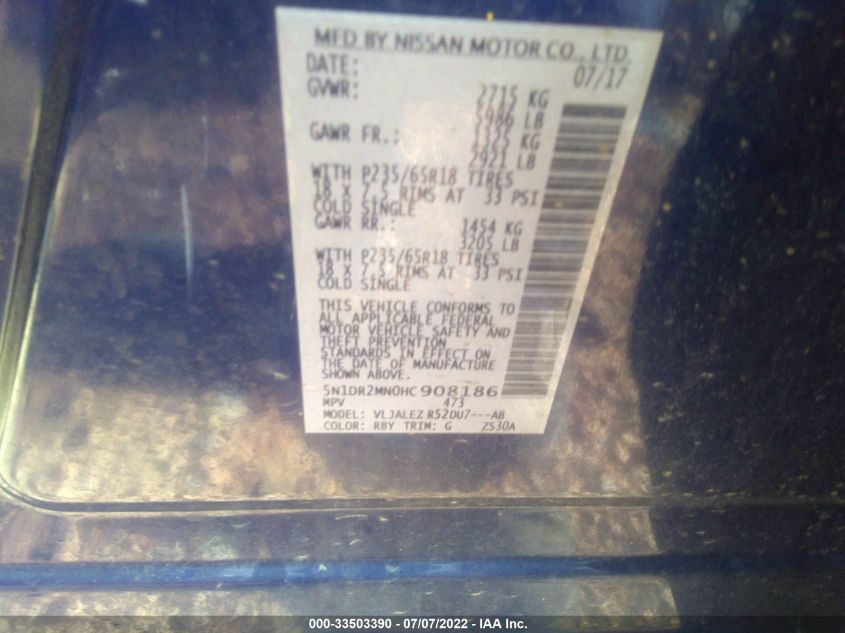 MFD BY NISSAN MOTOR CO., LTD.
DATE: 07/17
GVWR: 2715 KG
5986 LB
GAWR FR.: 1325 KG
2921 LB
WITH P235/65R18 TIRES
18 X 7.5 RIMS AT 33 PSI
COLD SINGLE
GAWR RR.: 1454 KG
3205 LB
WITH P235/65R18 TIRES
18 X 7.5 RIMS AT 33 PSI
COLD SINGLE
THIS VEHICLE CONFORMS TO
ALL APPLICABLE FEDERAL
MOTOR VEHICLE SAFETY AND
THEFT PREVENTION
STANDARDS IN EFFECT ON
THE DATE OF MANUFACTURE
SHOWN ABOVE.
5N1DR2MN0HC908186
MPV 473
MODEL: VLJALEZ R52DU7---AB
COLOR: RBY TRIM: G ZS30A
000-33503390 - 07/07/2022 - IAA Inc.